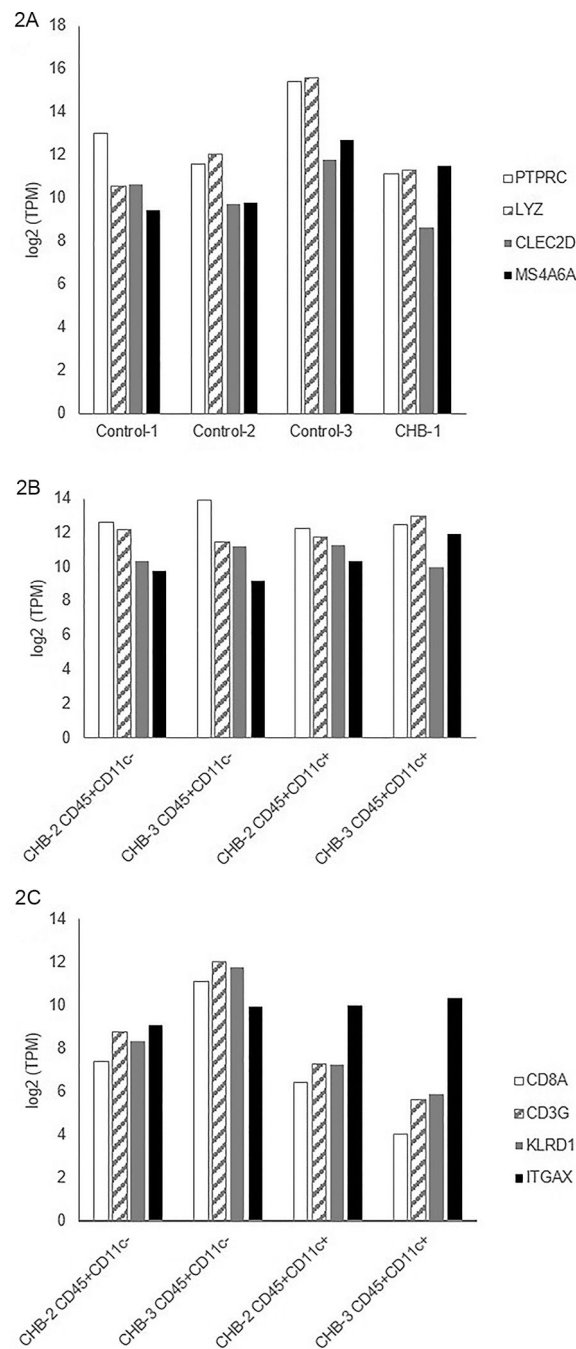 2A
18
16
14
12
10
8
6
4
2
0
log2 (TPM)
Control-1 Control-2 Control-3 CHB-1
PTPRC
LYZ
CLEC2D
MS4A6A
2B
14
12
10
8
6
4
2
0
log2 (TPM)
CHB-2 CD45+CD11c-
CHB-3 CD45+CD11c-
CHB-2 CD45+CD11c+
CHB-3 CD45+CD11c+
2C
14
12
10
8
6
4
2
0
log2 (TPM)
CHB-2 CD45+CD11c-
CHB-3 CD45+CD11c-
CHB-2 CD45+CD11c+
CHB-3 CD45+CD11c+
CD8A
CD3G
KLRD1
ITGAX